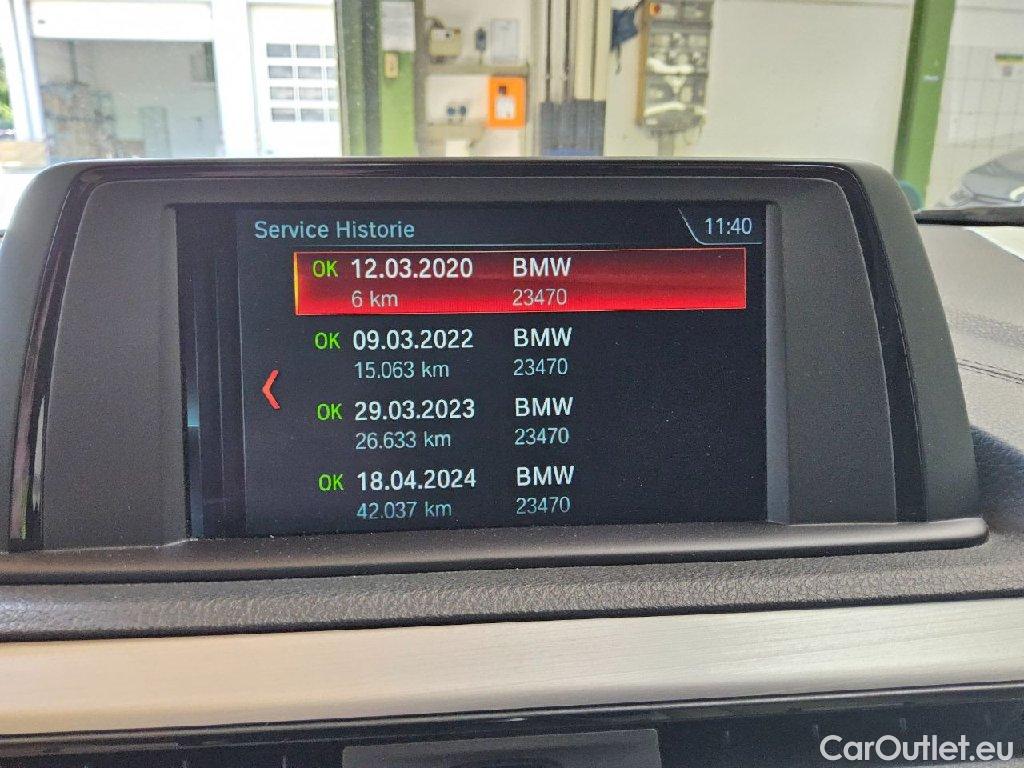 Service Historie 11:40
OK 12.03.2020 BMW
6 km 23470
OK 09.03.2022 BMW
15.063 km 23470
OK 29.03.2023 BMW
26.633 km 23470
OK 18.04.2024 BMW
42.037 km 23470
CarOutlet.eu